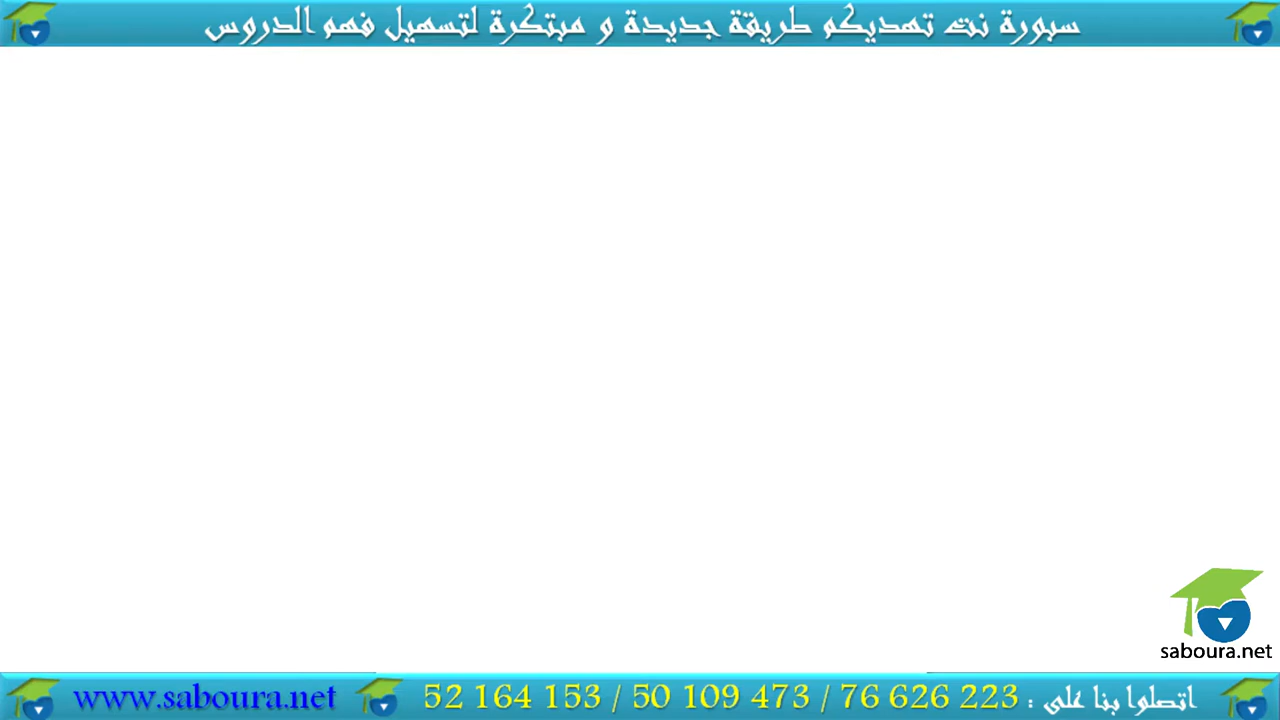 سبورة نت تهديكم طريقة جديدة و مبتكرة لتسهيل فهم الدروس
saboura.net
www.saboura.net
اتصلوا بنا على : 52 164 153 / 50 109 473 / 76 626 223